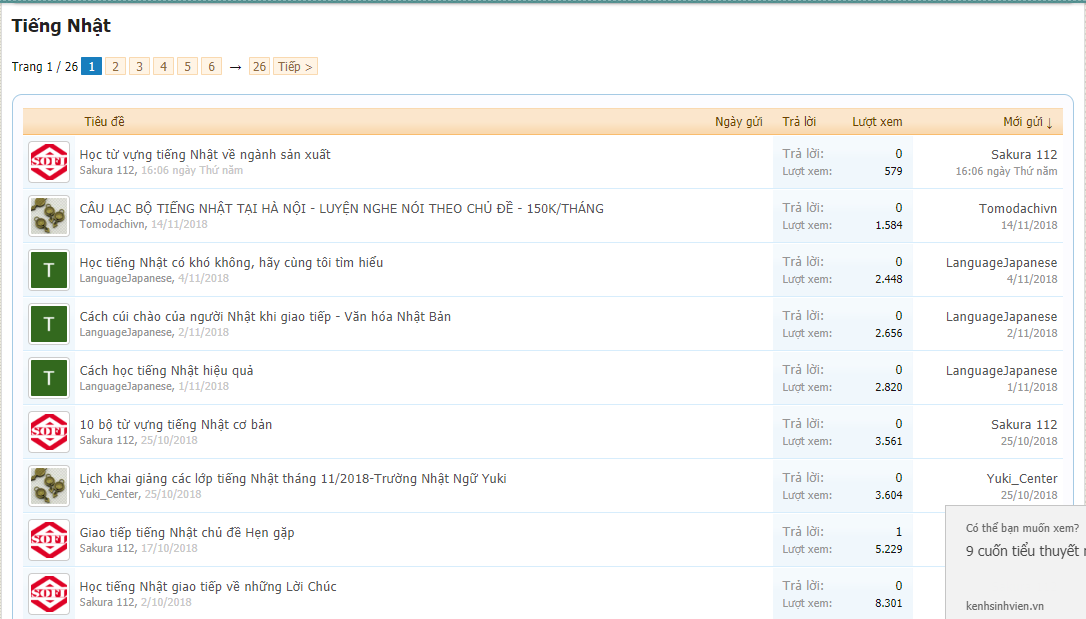 Tiếng Nhật
Trang 1 / 26 1 2 3 4 5 6 → 26 Tiếp >
Tiêu đề Ngày gửi Trả lời Lượt xem Mới gửi ↓
SOFL Học từ vựng tiếng Nhật về ngành sản xuất Trả lời: 0 Sakura 112
Sakura 112, 16:06 ngày Thứ năm Lượt xem: 579 16:06 ngày Thứ năm
CÂU LẠC BỘ TIẾNG NHẬT TẠI HÀ NỘI - LUYỆN NGHE NÓI THEO CHỦ ĐỀ - 150K/THÁNG Trả lời: 0 Tomodachivn
Tomodachivn, 14/11/2018 Lượt xem: 1.584 14/11/2018
T Học tiếng Nhật có khó không, hãy cùng tôi tìm hiểu Trả lời: 0 LanguageJapanese
LanguageJapanese, 4/11/2018 Lượt xem: 2.448 4/11/2018
T Cách cúi chào của người Nhật khi giao tiếp - Văn hóa Nhật Bản Trả lời: 0 LanguageJapanese
LanguageJapanese, 2/11/2018 Lượt xem: 2.656 2/11/2018
T Cách học tiếng Nhật hiệu quả Trả lời: 0 LanguageJapanese
LanguageJapanese, 1/11/2018 Lượt xem: 2.820 1/11/2018
SOFL 10 bộ từ vựng tiếng Nhật cơ bản Trả lời: 0 Sakura 112
Sakura 112, 25/10/2018 Lượt xem: 3.561 25/10/2018
Lịch khai giảng các lớp tiếng Nhật tháng 11/2018-Trường Nhật Ngữ Yuki Trả lời: 0 Yuki_Center
Yuki_Center, 25/10/2018 Lượt xem: 3.604 25/10/2018
SOFL Giao tiếp tiếng Nhật chủ đề Hẹn gặp Trả lời: 1
Sakura 112, 17/10/2018 Lượt xem: 5.229
SOFL Học tiếng Nhật giao tiếp về những Lời Chúc Trả lời: 0
Sakura 112, 2/10/2018 Lượt xem: 8.301
Có thể bạn muốn xem?
9 cuốn tiểu thuyết
kenhsinhvien.vn